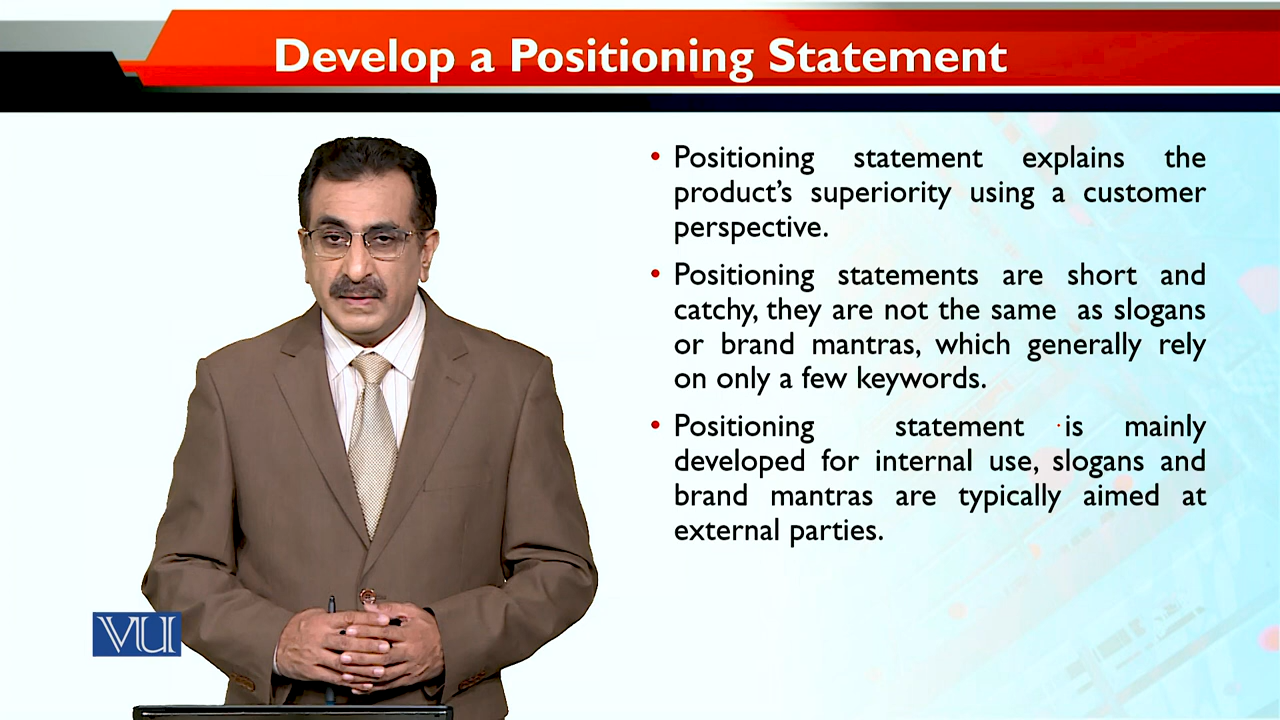 Develop a Positioning Statement
• Positioning statement explains the
product's superiority using a customer
perspective.
• Positioning statements are short and
catchy, they are not the same as slogans
or brand mantras, which generally rely
on only a few keywords.
• Positioning statement is mainly
developed for internal use, slogans and
brand mantras are typically aimed at
external parties.
VU